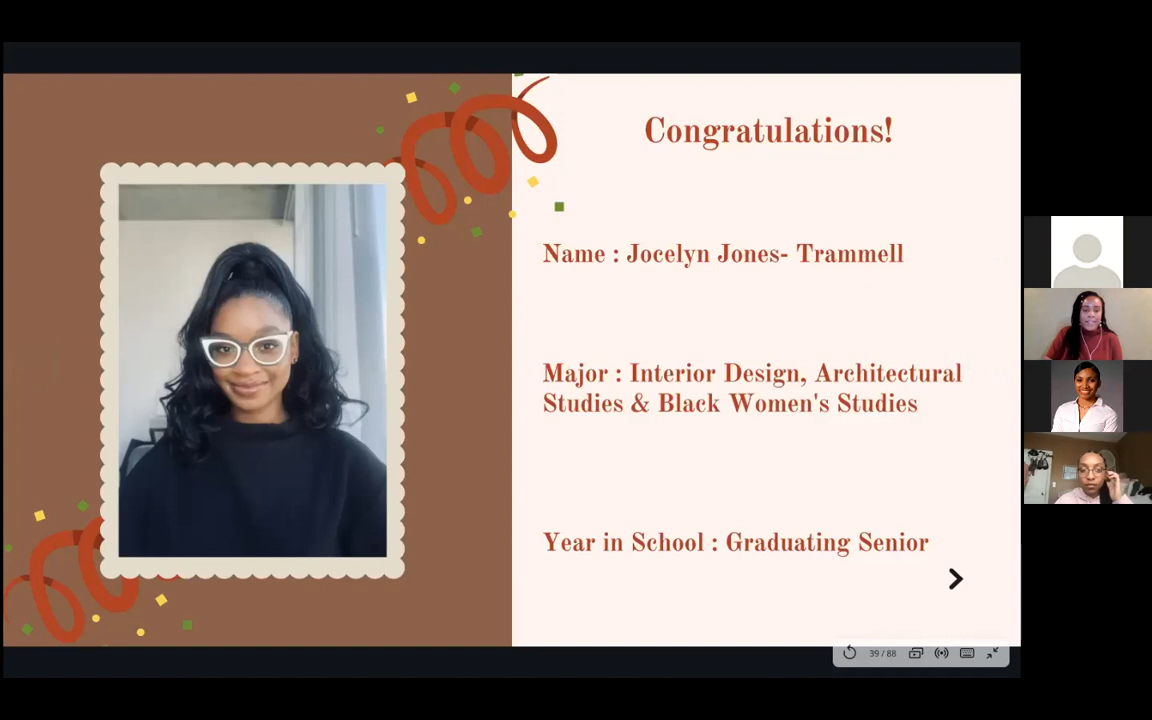 Congratulations!
Name : Jocelyn Jones- Trammell
Major : Interior Design, Architectural
Studies & Black Women's Studies
Year in School : Graduating Senior
39 / 88